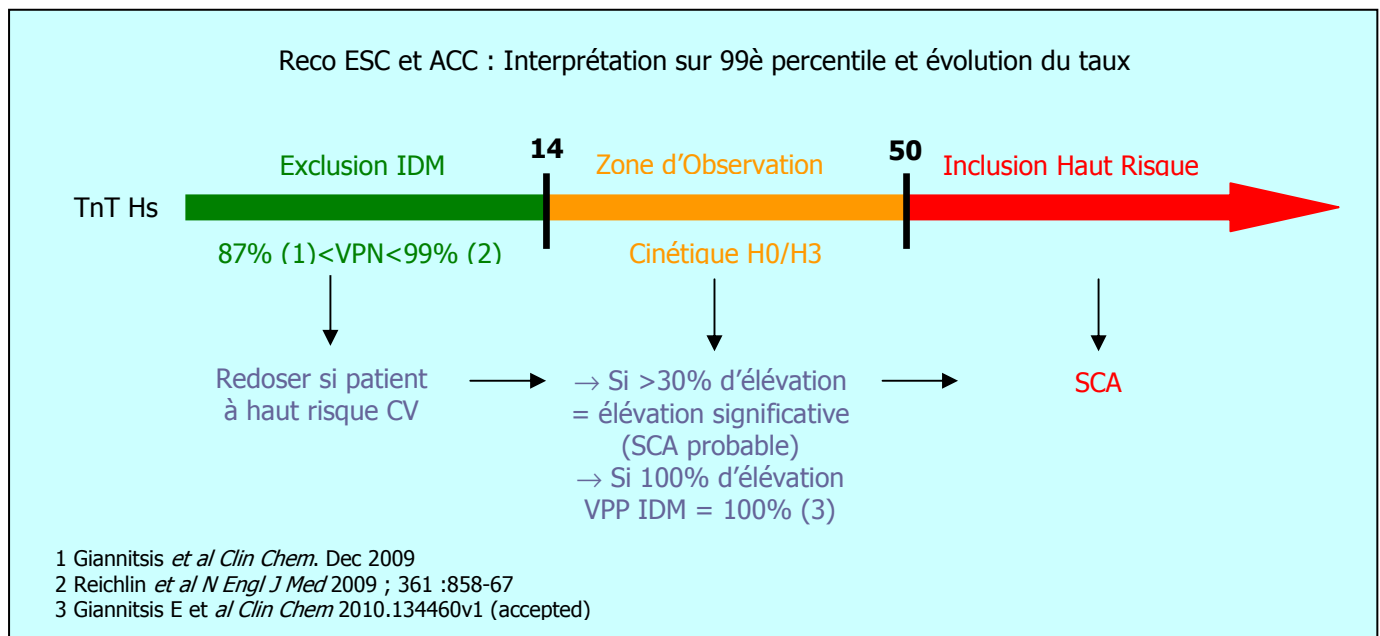 Reco ESC et ACC : Interprétation sur 99è percentile et évolution du taux
14
50
Exclusion IDM
Zone d'Observation
Inclusion Haut Risque
TnT Hs
87% (1)<VPN<99% (2)
Cinétique H0/H3
Redoser si patient
à haut risque CV
→ Si >30% d'élévation
= élévation significative
(SCA probable)
→ Si 100% d'élévation
VPP IDM = 100% (3)
SCA
1 Giannitsis et al Clin Chem. Dec 2009
2 Reichlin et al N Engl J Med 2009 ; 361 :858-67
3 Giannitsis E et al Clin Chem 2010.134460v1 (accepted)